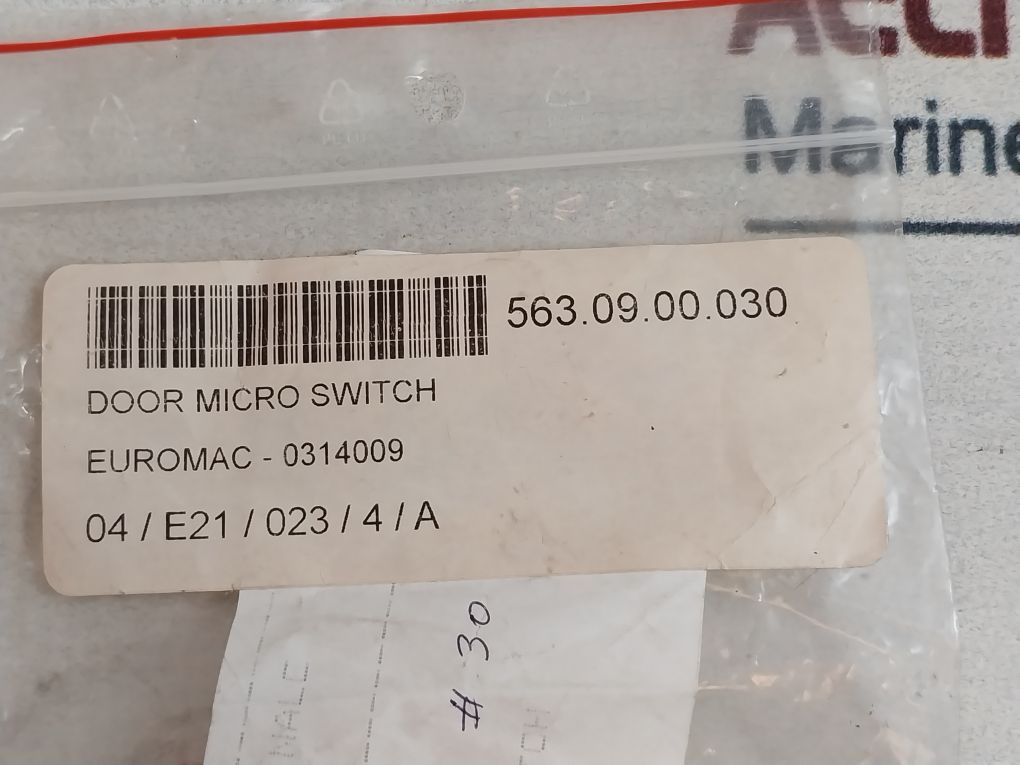 Marine
563.09.00.030
DOOR MICRO SWITCH
EUROMAC - 0314009
04 / E21 / 023 / 4 / A
# 30